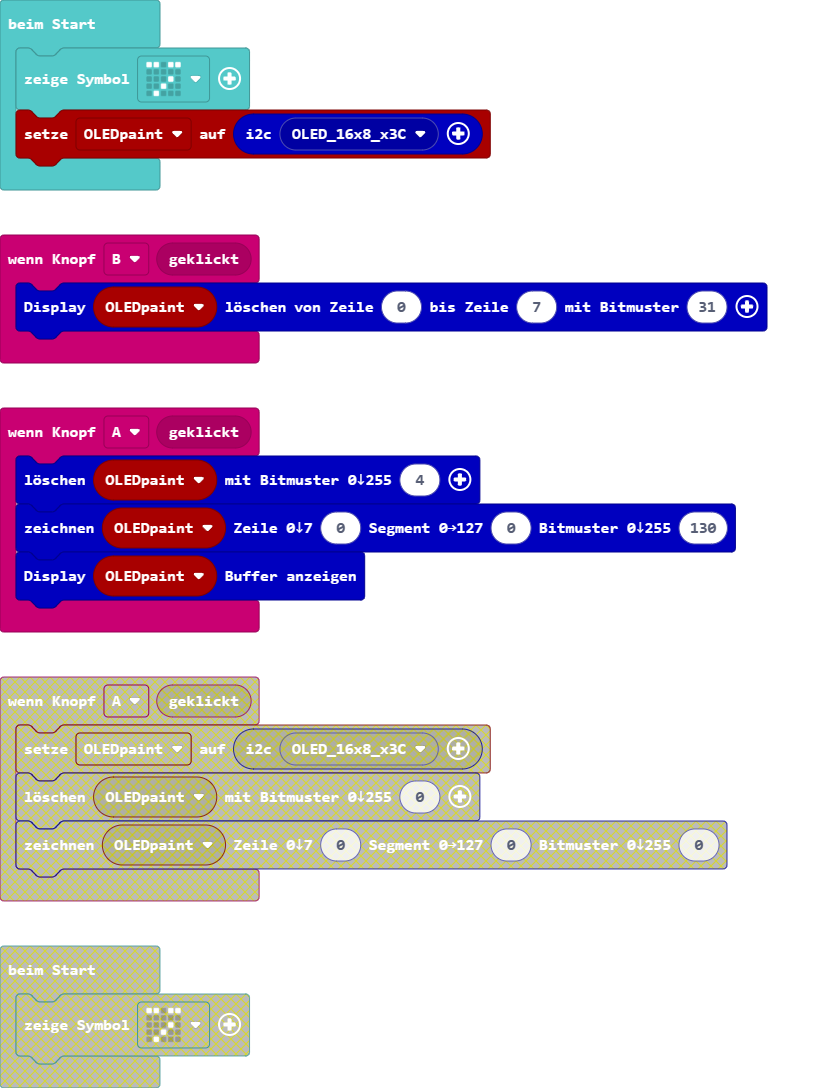 beim Start
zeige Symbol
setze OLEDpaint auf i2c OLED_16x8_x3C
wenn Knopf B geklickt
Display OLEDpaint löschen von Zeile 0 bis Zeile 7 mit Bitmuster 31
wenn Knopf A geklickt
löschen OLEDpaint mit Bitmuster 0↓255 4
zeichnen OLEDpaint Zeile 0↓7 0 Segment 0→127 0 Bitmuster 0↓255 130
Display OLEDpaint Buffer anzeigen
wenn Knopf A geklickt
setze OLEDpaint auf i2c OLED_16x8_x3C
löschen OLEDpaint mit Bitmuster 0↓255 0
zeichnen OLEDpaint Zeile 0↓7 0 Segment 0→127 0 Bitmuster 0↓255 0
beim Start
zeige Symbol